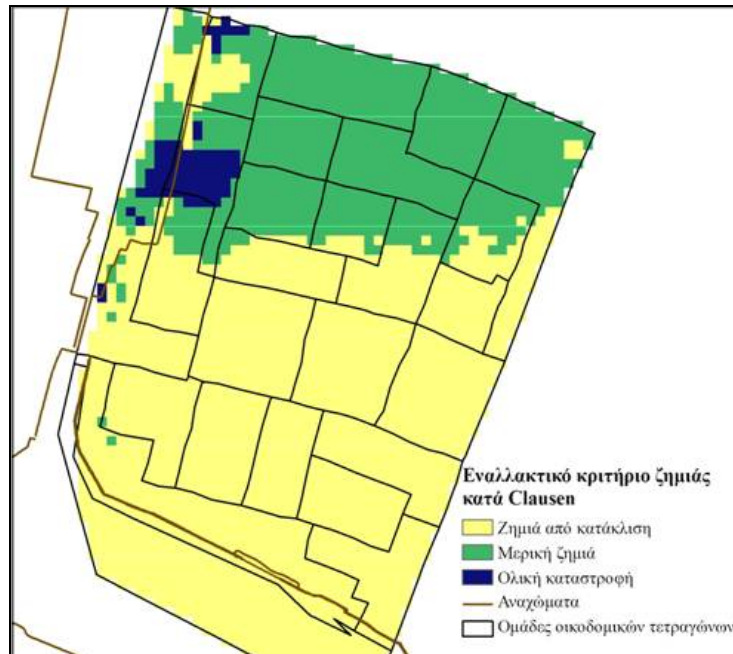 Εναλλακτικό κριτήριο ζημιάς
κατά Clausen
Ζημιά από κατάκλιση
Μερική ζημιά
Ολική καταστροφή
Αναχώματα
Ομάδες οικοδομικών τετραγώνων